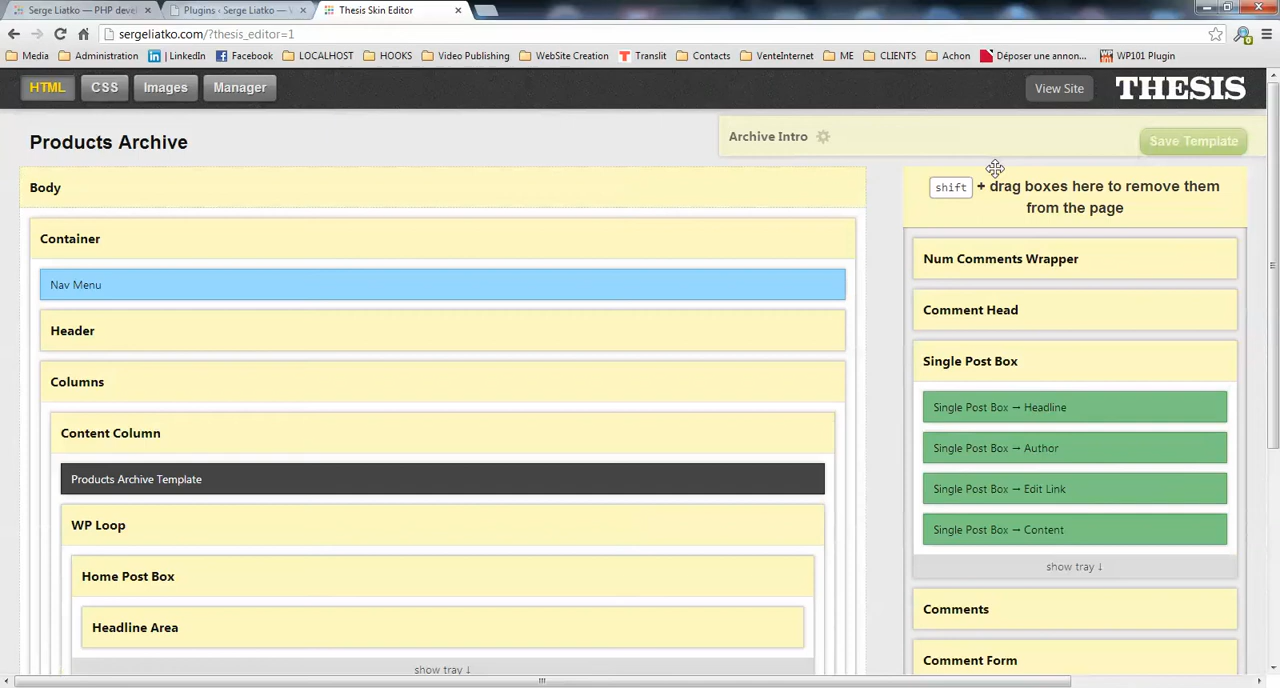 Serge Liatko — PHP devel
Plugins ‹ Serge Liatko — V
Thesis Skin Editor
sergeliatko.com/?thesis_editor=1
Media
Administration
LinkedIn
Facebook
LOCALHOST
HOOKS
Video Publishing
WebSite Creation
Translit
Contacts
VenteInternet
ME
CLIENTS
Achon
Déposer une annon...
WP101 Plugin
HTML
CSS
Images
Manager
View Site
THESIS
Products Archive
Archive Intro
Save Template
Body
Container
Nav Menu
Header
Columns
Content Column
Products Archive Template
WP Loop
Home Post Box
Headline Area
show tray ↓
shift + drag boxes here to remove them
from the page
Num Comments Wrapper
Comment Head
Single Post Box
Single Post Box → Headline
Single Post Box → Author
Single Post Box → Edit Link
Single Post Box → Content
show tray ↓
Comments
Comment Form